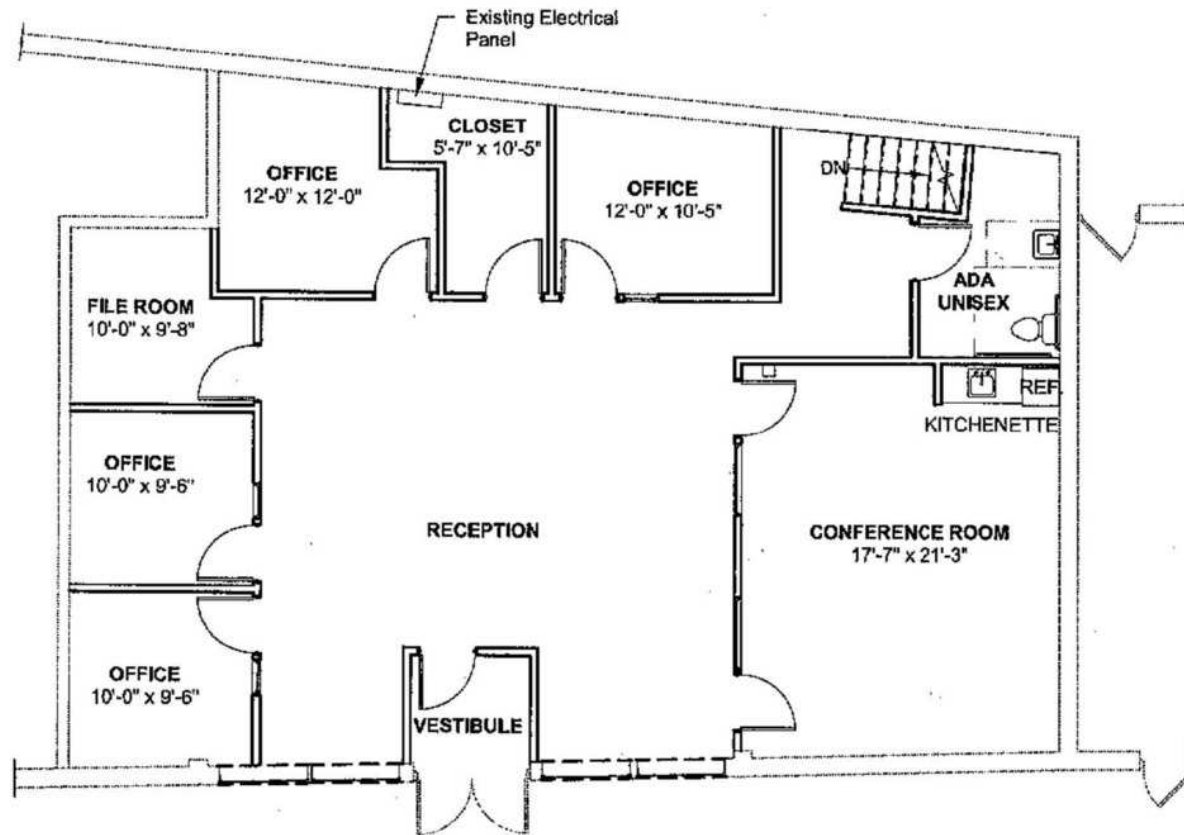 Existing Electrical
Panel
CLOSET
5'-7" x 10'-5"
OFFICE
12'-0" x 12'-0"
OFFICE
12'-0" x 10'-5"
DN
FILE ROOM
10'-0" x 9'-8"
ADA
UNISEX
REF.
KITCHENETTE
OFFICE
10'-0" x 9'-6"
RECEPTION
CONFERENCE ROOM
17'-7" x 21'-3"
OFFICE
10'-0" x 9'-6"
VESTIBULE